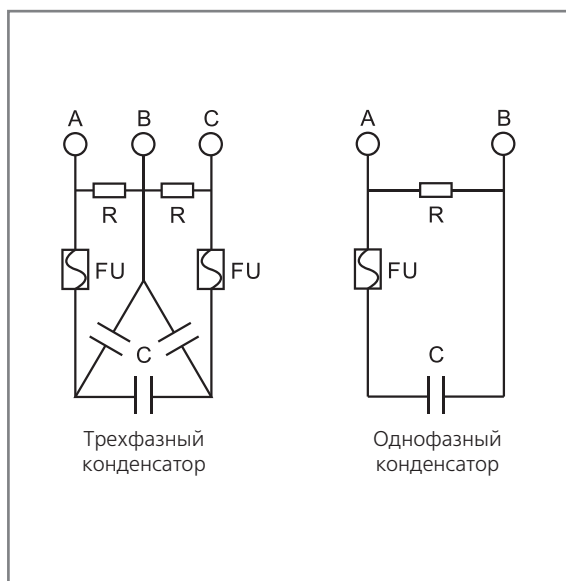 A B C
R R
FU FU
C
Трехфазный
конденсатор
A B
R
FU
C
Однофазный
конденсатор